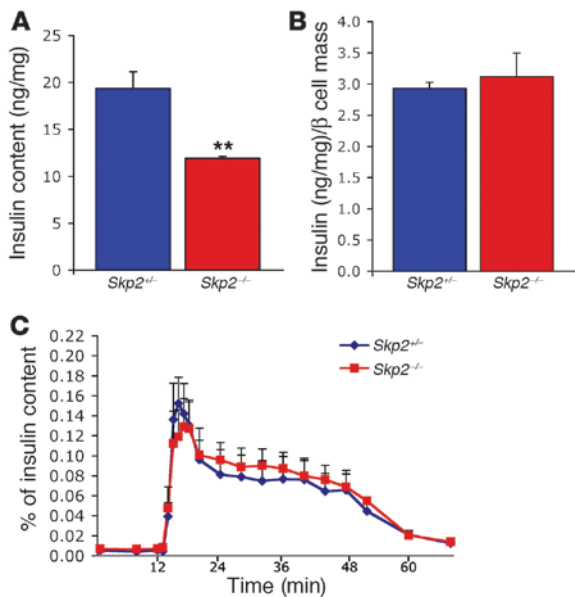 A
Insulin content (ng/mg)
25
20
15
10
5
0
**
Skp2+/–
Skp2–/–
B
Insulin (ng/mg)/β cell mass
4.0
3.5
3.0
2.5
2.0
1.5
1.0
0.5
0.0
Skp2+/–
Skp2–/–
C
% of insulin content
0.22
0.20
0.18
0.16
0.14
0.12
0.10
0.08
0.06
0.04
0.02
0.00
Skp2+/–
Skp2–/–
12 24 36 48 60
Time (min)